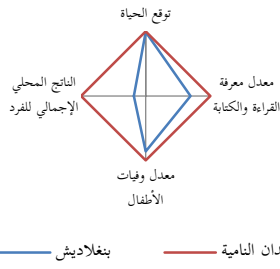 توقع الحياة
الناتج المحلي
الإجمالي للفرد
معدل معرفة
القراءة والكتابة
معدل وفيات
الأطفال
دان النامية
بنغلاديش